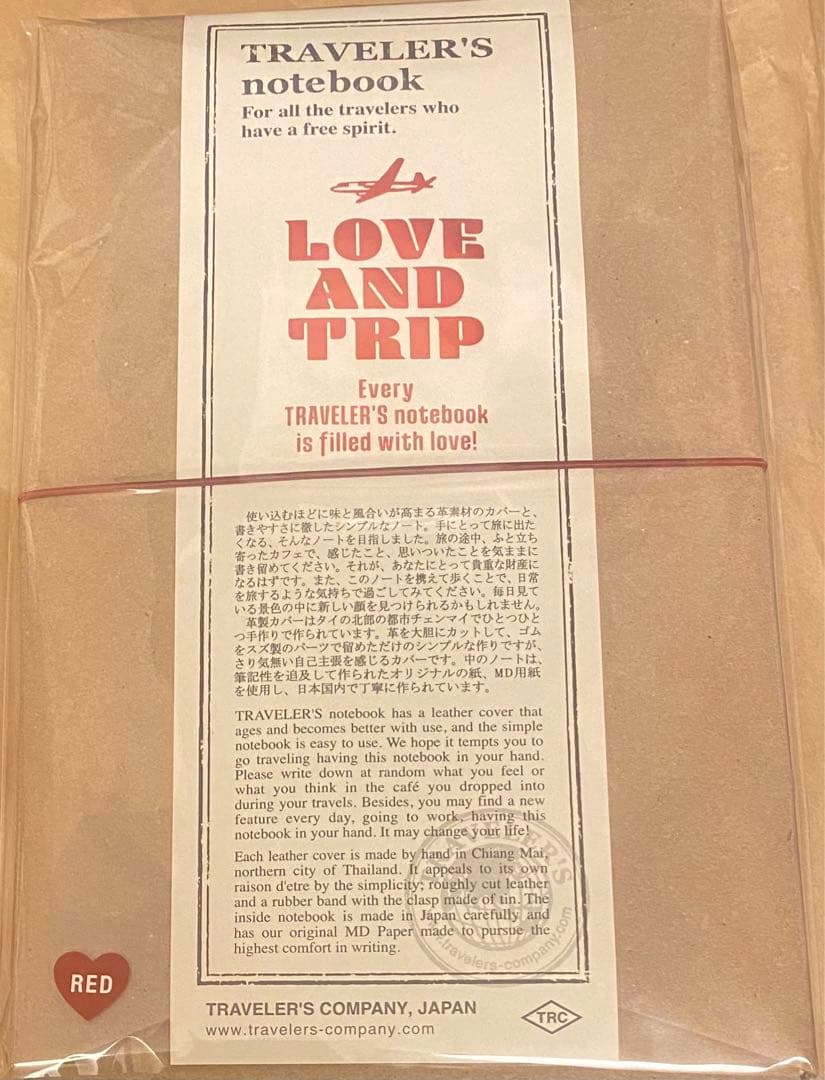 TRAVELER'S
notebook
For all the travelers who
have a free spirit.
LOVE
AND
TRIP
Every
TRAVELER'S notebook
is filled with love!
使い込むほどに味と風合いが高まる革素材のカバーと、
書きやすさに徹したシンプルなノート。手にとって旅に出た
くなる、そんなノートを目指しました。旅の途中、ふと立ち
寄ったカフェで、感じたこと、思いついたことを気ままに
書き留めてください。それが、あなたにとって貴重な財産に
なるはずです。また、このノートを携えて歩くことで、日常
を旅するような気持ちで過ごしてみてください。毎日見て
いる景色の中に新しい顔を見つけられるかもしれません。
革製カバーはタイの北部の都市チェンマイでひとつひと
つ手作りで作られています。革を大胆にカットして、ゴム
をスズ製のパーツで留めただけのシンプルな作りですが、
さり気無い自己主張を感じるカバーです。中のノートは、
筆記性を追及して作られたオリジナルの紙、MD用紙
を使用し、日本国内で丁寧に作られています。
TRAVELER'S notebook has a leather cover that
ages and becomes better with use, and the simple
notebook is easy to use. We hope it tempts you to
go traveling having this notebook in your hand.
Please write down at random what you feel or
what you think in the café you dropped into
during your travels. Besides, you may find a new
feature every day, going to work, having this
notebook in your hand. It may change your life!
Each leather cover is made by hand in Chiang Mai,
northern city of Thailand. It appeals to its own
raison d'etre by the simplicity; roughly cut leather
and a rubber band with the clasp made of tin. The
inside notebook is made in Japan carefully and
has our original MD Paper made to pursue the
highest comfort in writing.
TRAVELER'S
travelers-company.com
RED
TRAVELER'S COMPANY, JAPAN
www.travelers-company.com
TRC